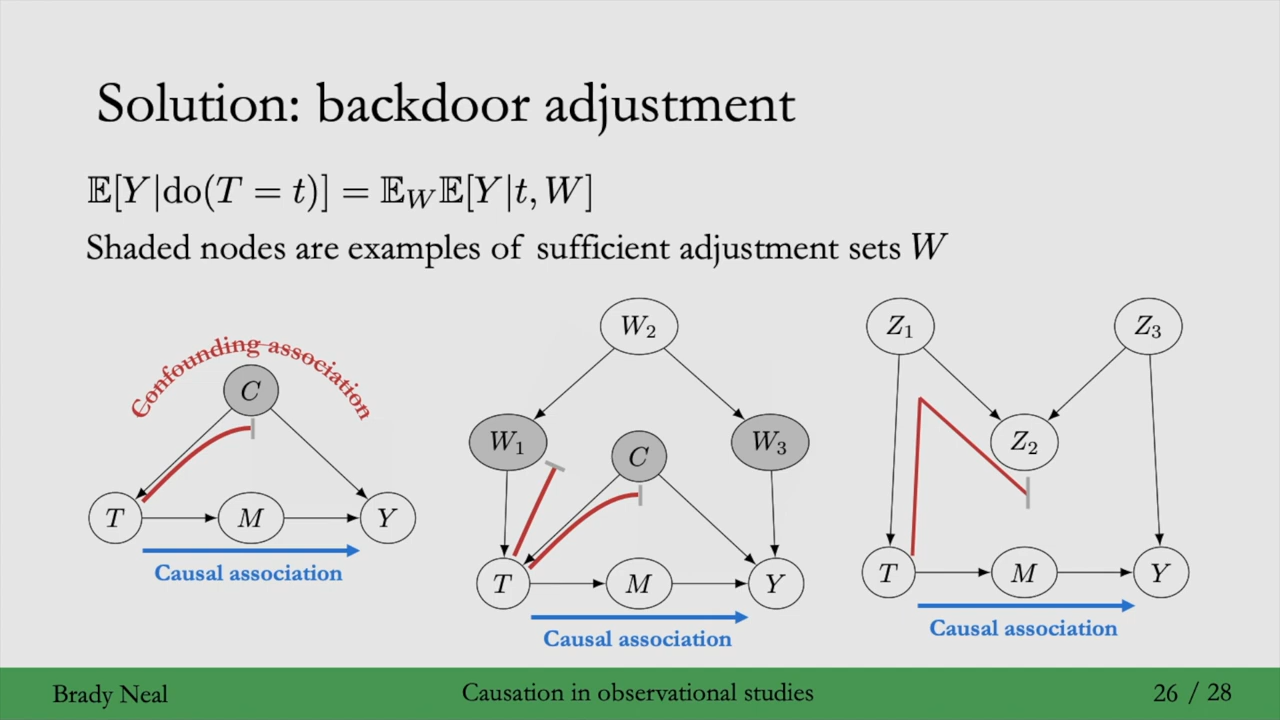 Solution: backdoor adjustment
𝔼[Y|do(T = t)] = 𝔼_W 𝔼[Y|t, W]
Shaded nodes are examples of sufficient adjustment sets W
Confounding association
C
T M Y
Causal association
W₂
W₁ C W₃
T M Y
Causal association
Z₁ Z₃
Z₂
T M Y
Causal association
Brady Neal
Causation in observational studies
26 / 28